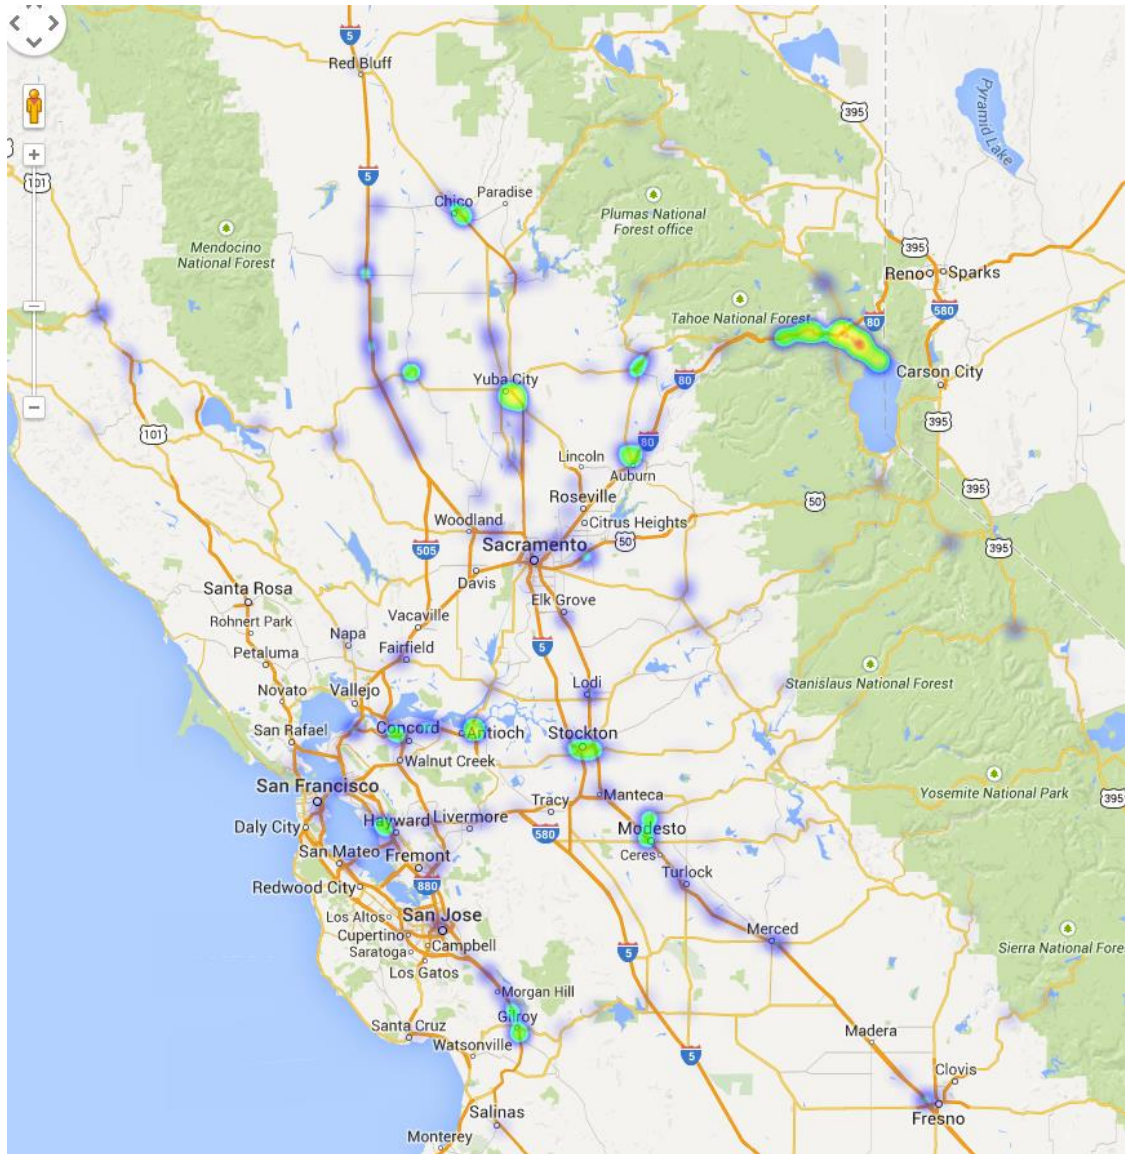 5
Red Bluff
395
Pyramid Lake
101
5
Paradise
Chico
Plumas National
Forest office
Mendocino
National Forest
395
Reno
Sparks
580
Tahoe National Forest
80
Carson City
Yuba City
80
395
101
80
Lincoln
Auburn
Roseville
50
395
Woodland
Citrus Heights
50
Sacramento
505
395
Davis
Santa Rosa
Elk Grove
Rohnert Park
Vacaville
Napa
5
Petaluma
Fairfield
Stanislaus National Forest
Novato
Vallejo
Lodi
San Rafael
Concord
Antioch
Stockton
Walnut Creek
Yosemite National Park
San Francisco
Tracy
Manteca
395
Daly City
Hayward
Livermore
580
Modesto
San Mateo
Fremont
Ceres
Turlock
Redwood City
880
Los Altos
San Jose
Merced
Cupertino
Campbell
Saratoga
5
Sierra National Fores
Los Gatos
Morgan Hill
Gilroy
Santa Cruz
Madera
Watsonville
5
Clovis
Salinas
Fresno
Monterey